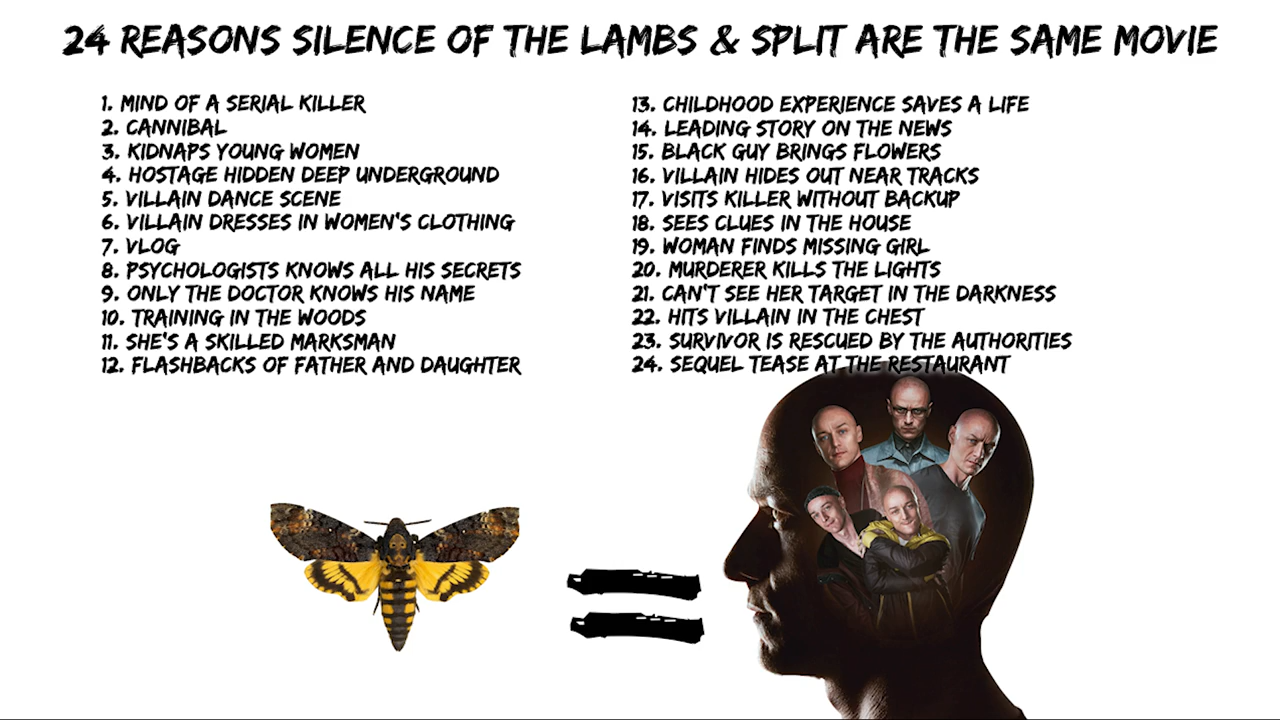 24 REASONS SILENCE OF THE LAMBS & SPLIT ARE THE SAME MOVIE
1. MIND OF A SERIAL KILLER
2. CANNIBAL
3. KIDNAPS YOUNG WOMEN
4. HOSTAGE HIDDEN DEEP UNDERGROUND
5. VILLAIN DANCE SCENE
6. VILLAIN DRESSES IN WOMEN'S CLOTHING
7. VLOG
8. PSYCHOLOGISTS KNOWS ALL HIS SECRETS
9. ONLY THE DOCTOR KNOWS HIS NAME
10. TRAINING IN THE WOODS
11. SHE'S A SKILLED MARKSMAN
12. FLASHBACKS OF FATHER AND DAUGHTER
13. CHILDHOOD EXPERIENCE SAVES A LIFE
14. LEADING STORY ON THE NEWS
15. BLACK GUY BRINGS FLOWERS
16. VILLAIN HIDES OUT NEAR TRACKS
17. VISITS KILLER WITHOUT BACKUP
18. SEES CLUES IN THE HOUSE
19. WOMAN FINDS MISSING GIRL
20. MURDERER KILLS THE LIGHTS
21. CAN'T SEE HER TARGET IN THE DARKNESS
22. HITS VILLAIN IN THE CHEST
23. SURVIVOR IS RESCUED BY THE AUTHORITIES
24. SEQUEL TEASE AT THE RESTAURANT
=